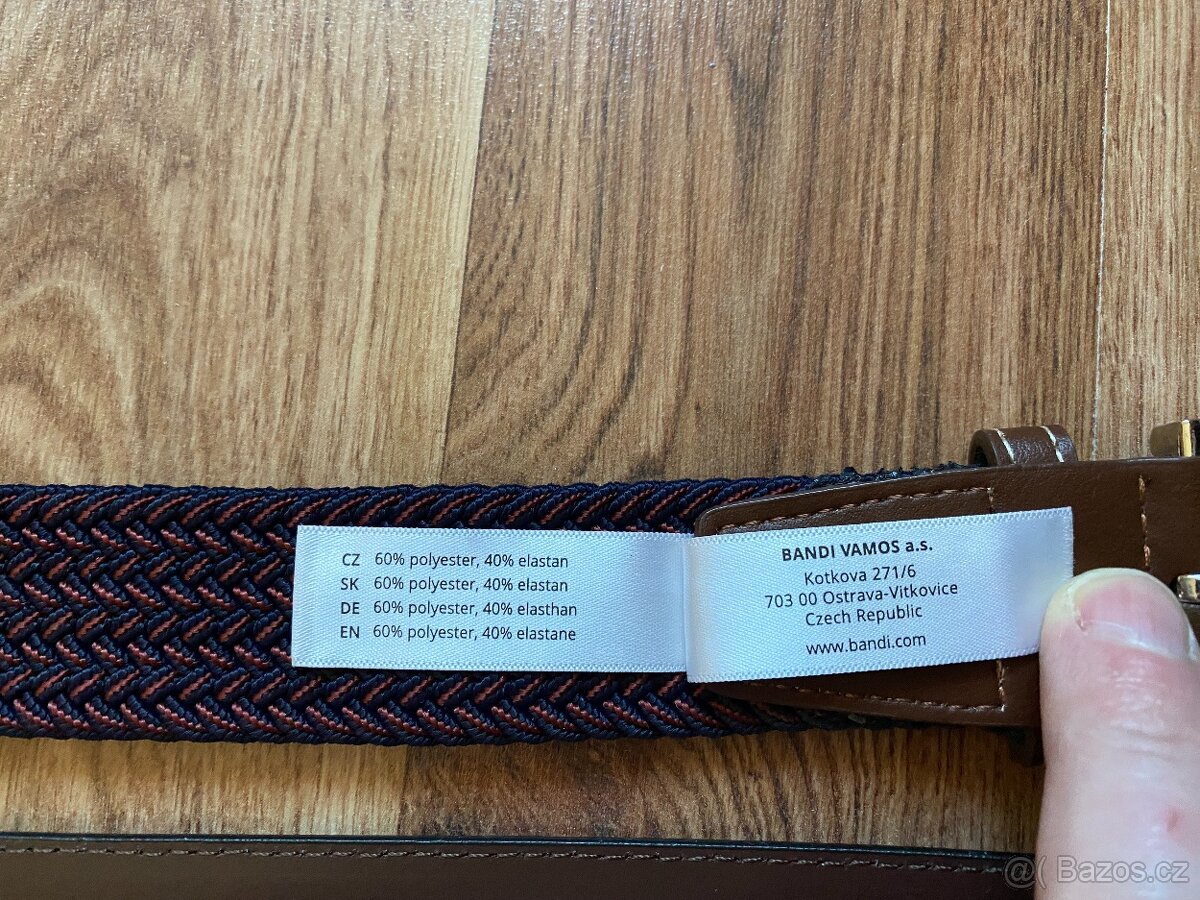 CZ 60% polyester, 40% elastan
SK 60% polyester, 40% elastan
DE 60% polyester, 40% elasthan
EN 60% polyester, 40% elastane
BANDI VAMOS a.s.
Kotkova 271/6
703 00 Ostrava-Vitkovice
Czech Republic
www.bandi.com
@( Bazos.cz